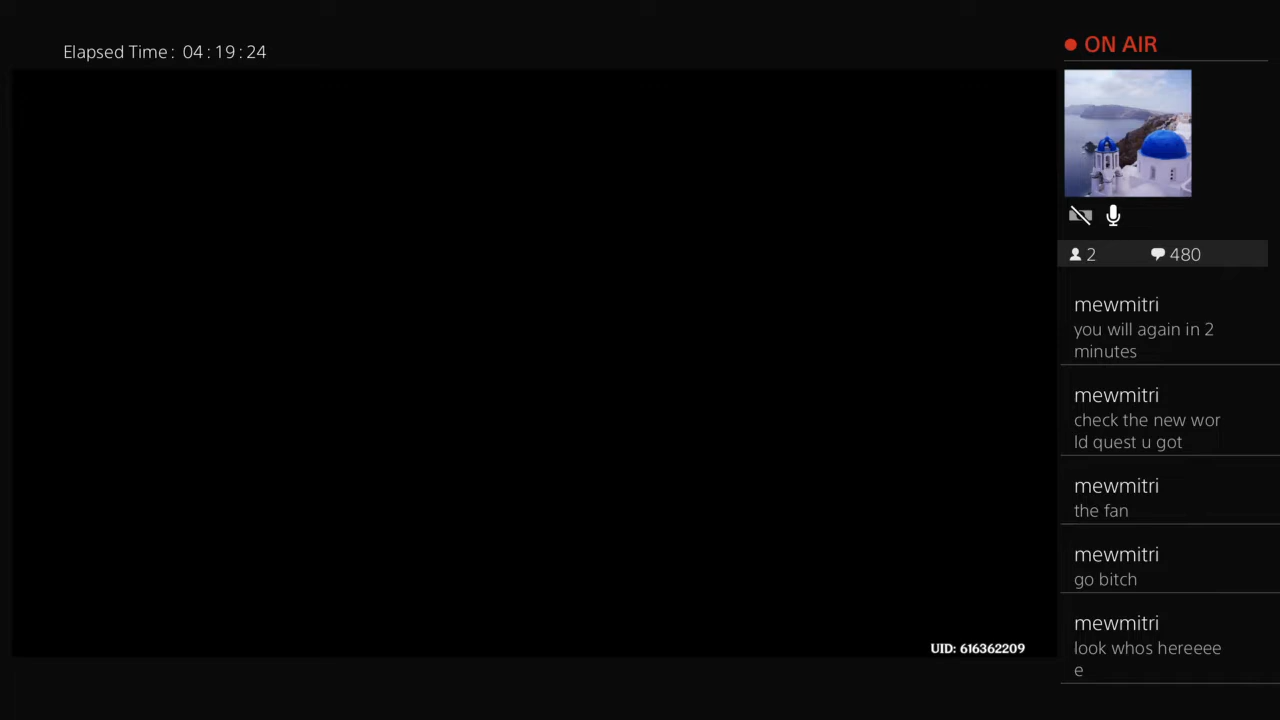 Elapsed Time: 04:19:24
ON AIR
2 480
mewmitri
you will again in 2
minutes
mewmitri
check the new wor
ld quest u got
mewmitri
the fan
mewmitri
go bitch
mewmitri
look whos hereeee
e
UID: 616362209